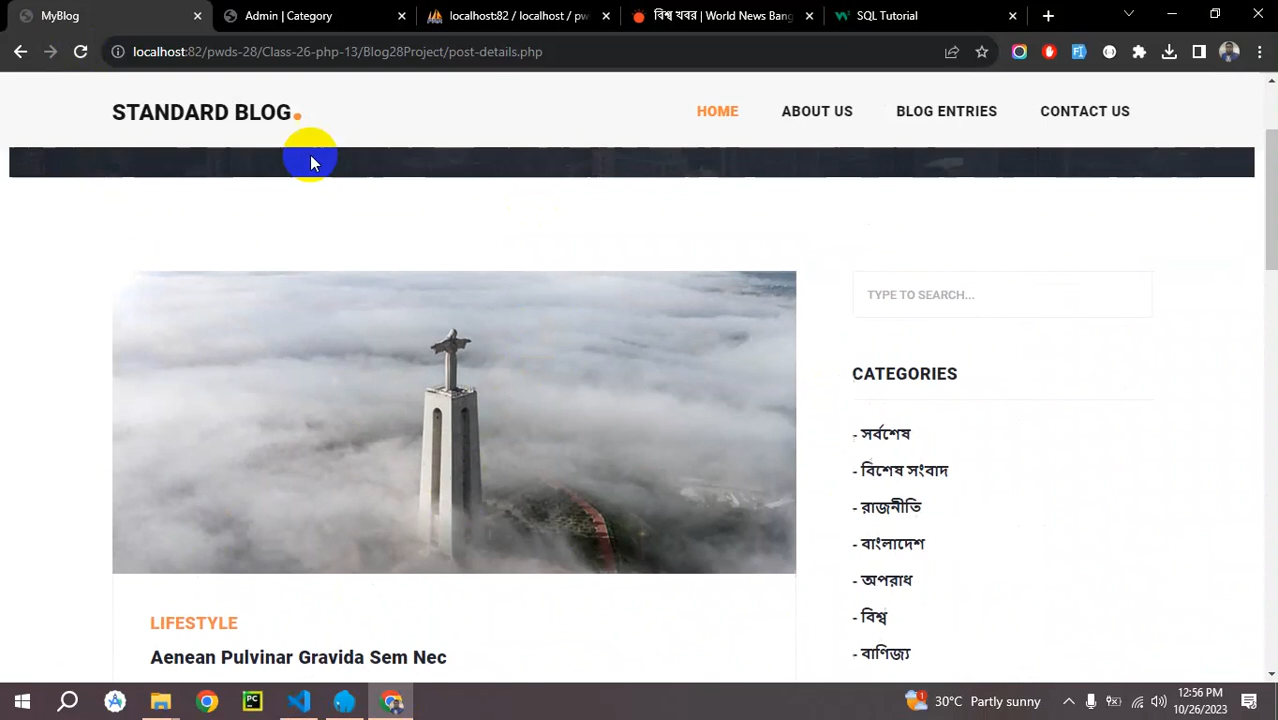 MyBlog
Admin | Category
localhost:82 / localhost / pw
বিশ্ব খবর | World News Bang
SQL Tutorial
localhost:82/pwds-28/Class-26-php-13/Blog28Project/post-details.php
STANDARD BLOG.
HOME
ABOUT US
BLOG ENTRIES
CONTACT US
TYPE TO SEARCH...
CATEGORIES
- সর্বশেষ
- বিশেষ সংবাদ
- রাজনীতি
- বাংলাদেশ
- অপরাধ
- বিশ্ব
- বাণিজ্য
LIFESTYLE
Aenean Pulvinar Gravida Sem Nec
30°C Partly sunny
12:56 PM
10/26/2023